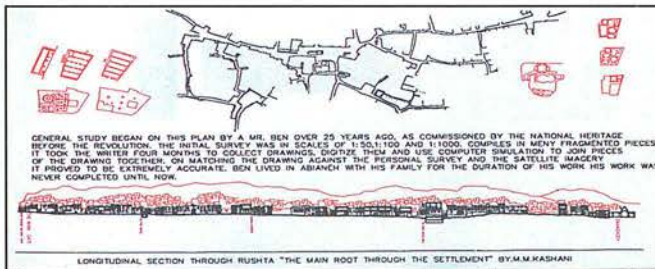 GENERAL STUDY BEGAN ON THIS PLAN BY A MR. BEN OVER 25 YEARS AGO, AS COMMISSIONED BY THE NATIONAL HERITAGE
BEFORE THE REVOLUTION. THE INITIAL SURVEY WAS IN SCALES OF 1:50,1:100 AND 1:1000. COMPILES IN MENY FRAGMENTED PIECES
IT TOOK THE WRITER FOUR MONTHS TO COLLECT DRAWINGS, DIGITIZE THEM AND USE COMPUTER SIMULATION TO JOIN PIECES
OF THE DRAWING TOGETHER. ON MATCHING THE DRAWING AGAINST THE PERSONAL SURVEY AND THE SATELLITE IMAGERY
IT PROVED TO BE EXTREMELY ACCURATE. BEN LIVED IN ABIANEH WITH HIS FAMILY FOR THE DURATION OF HIS WORK HIS WORK WAS
NEVER COMPLETED UNTIL NOW.
LONGITUDINAL SECTION THROUGH RUSHTA "THE MAIN ROOT THROUGH THE SETTLEMENT" BY.M.M.KASHANI